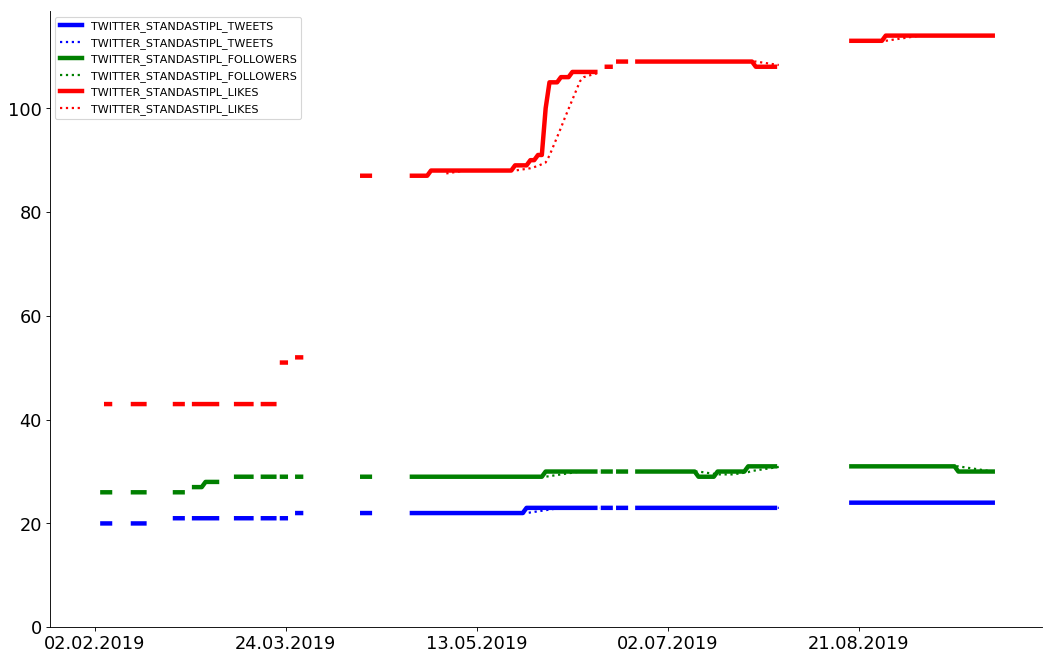 TWITTER_STANDASTIPL_TWEETS
TWITTER_STANDASTIPL_TWEETS
TWITTER_STANDASTIPL_FOLLOWERS
TWITTER_STANDASTIPL_FOLLOWERS
TWITTER_STANDASTIPL_LIKES
TWITTER_STANDASTIPL_LIKES
100
80
60
40
20
0
02.02.2019 24.03.2019 13.05.2019 02.07.2019 21.08.2019